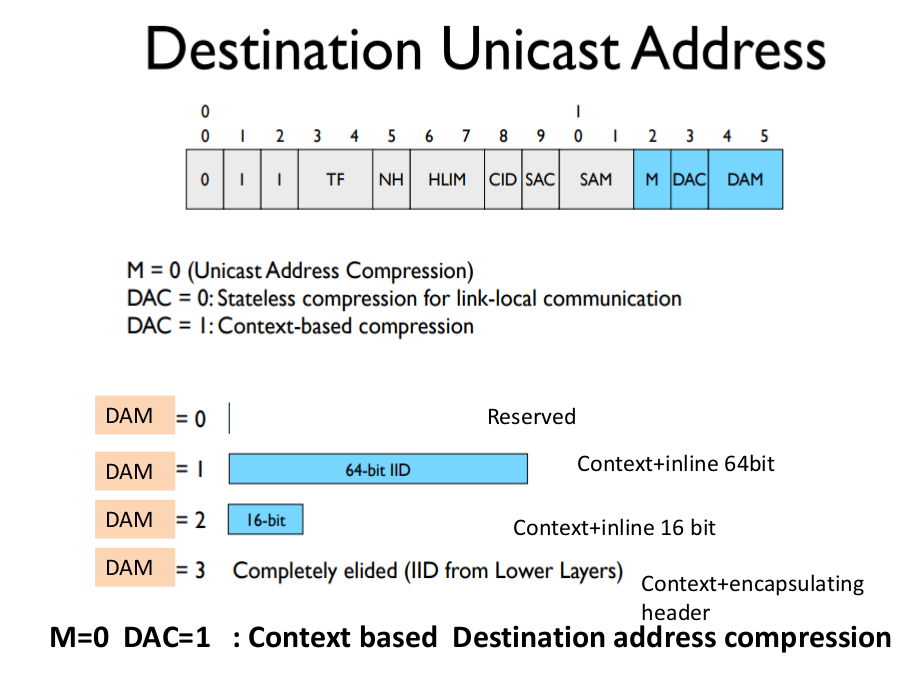 Destination Unicast Address
0 1
0 1 2 3 4 5 6 7 8 9 0 1 2 3 4 5
0 I I TF NH HLIM CID SAC SAM M DAC DAM
M = 0 (Unicast Address Compression)
DAC = 0: Stateless compression for link-local communication
DAC = 1: Context-based compression
DAM = 0 Reserved
DAM = 1 64-bit IID Context+inline 64bit
DAM = 2 16-bit Context+inline 16 bit
DAM = 3 Completely elided (IID from Lower Layers) Context+encapsulating
header
M=0 DAC=1 : Context based Destination address compression